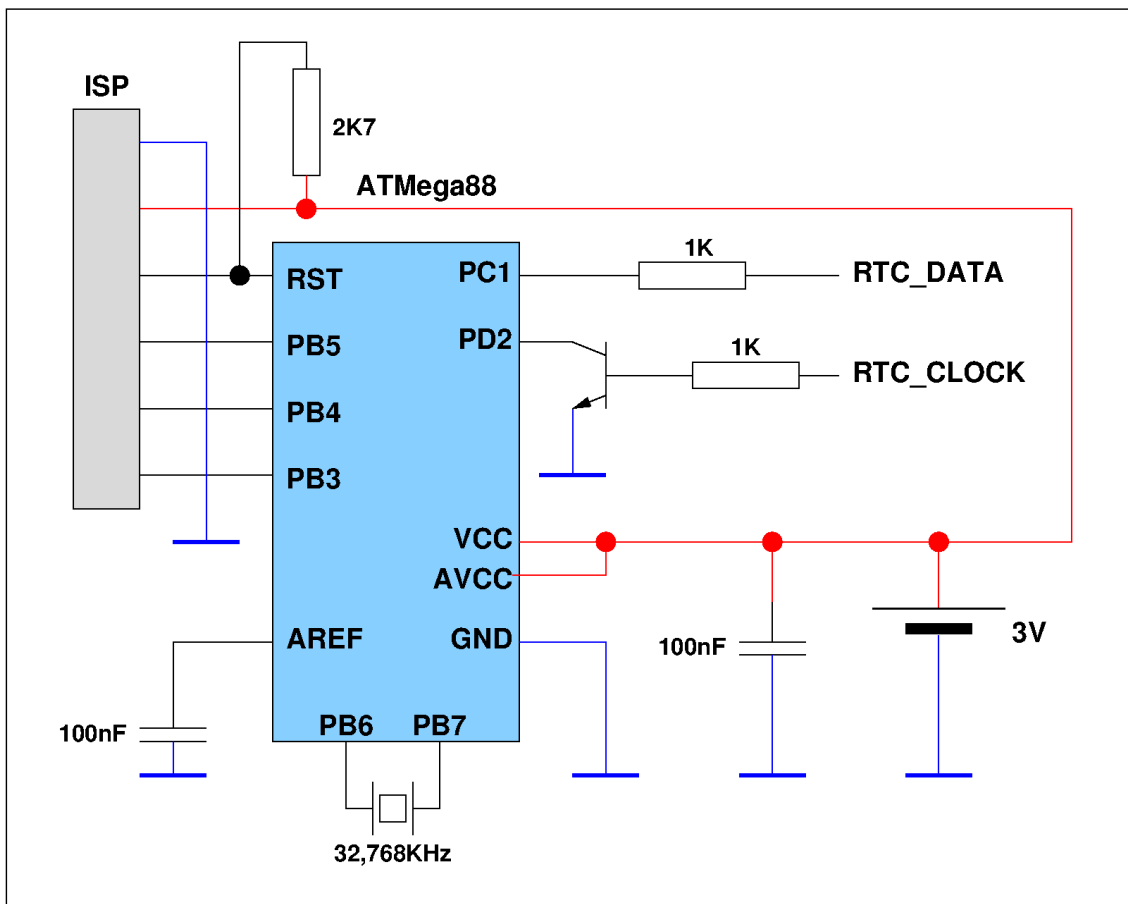 ISP
2K7
ATMega88
1K
RST
PC1
RTC_DATA
PB5
PD2
1K
RTC_CLOCK
PB4
PB3
VCC
AVCC
AREF
GND
100nF
3V
100nF
PB6
PB7
32,768KHz